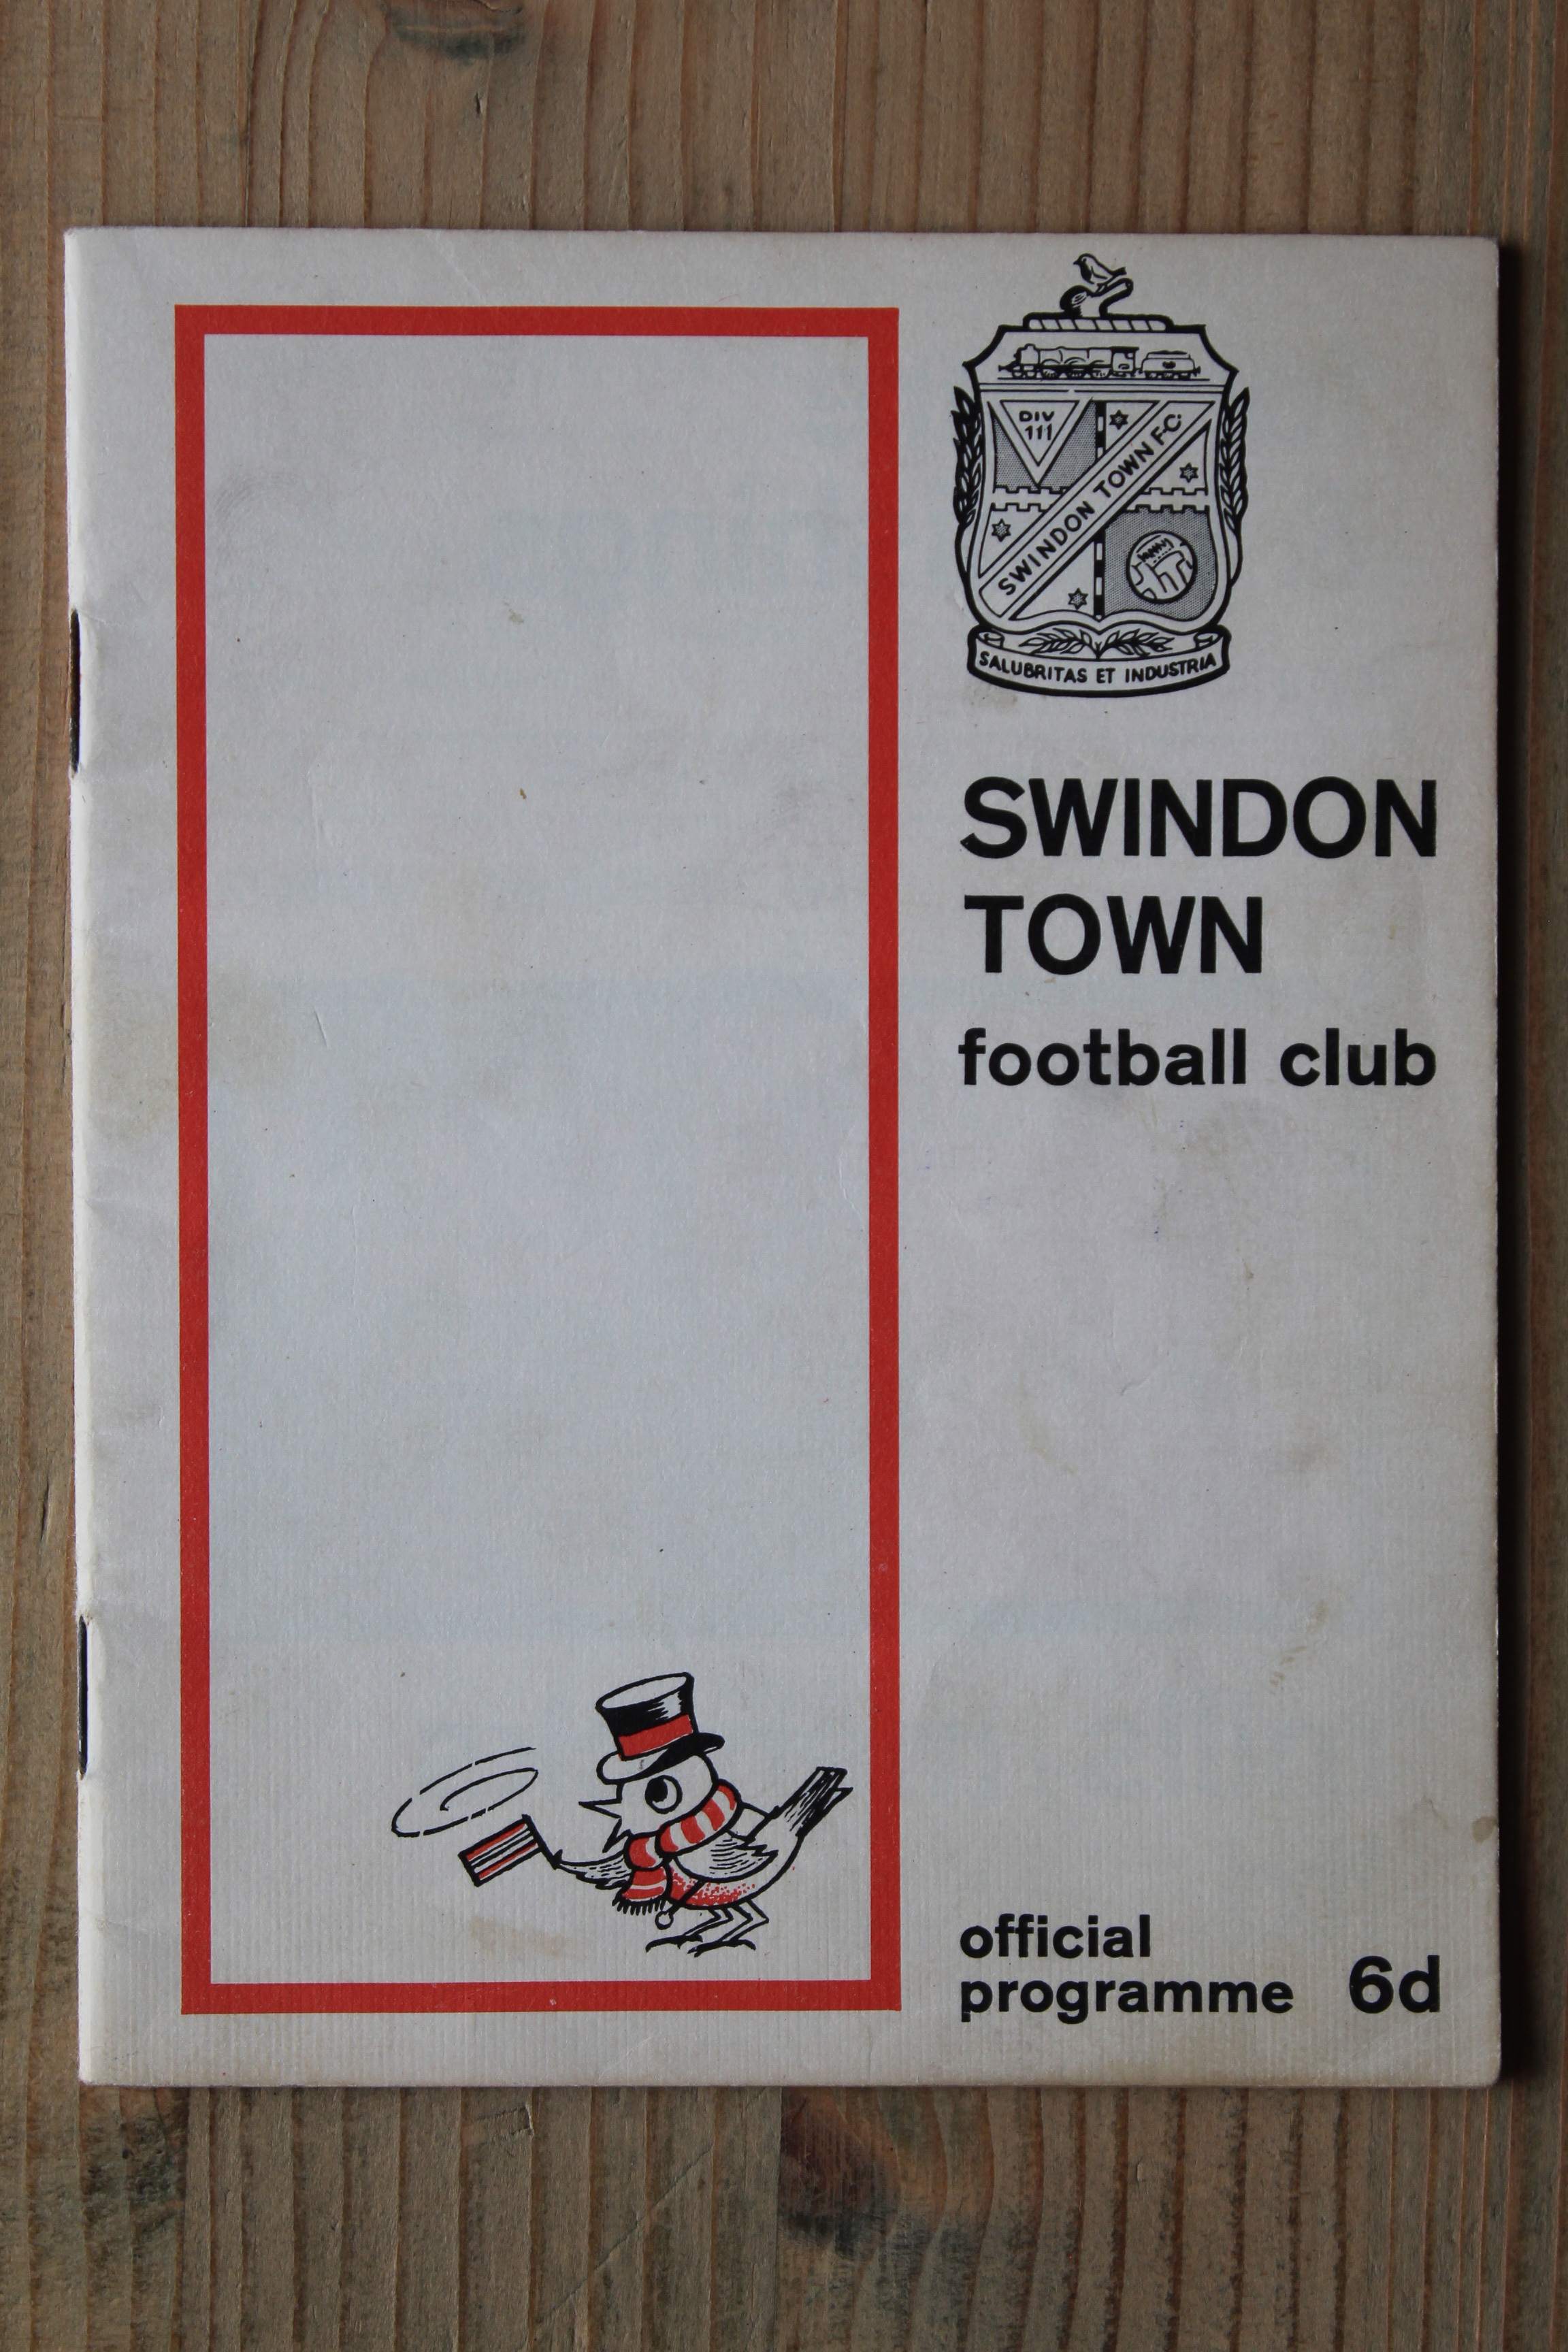 DIV
111
SWINDON TOWN F.C.
SALUBRITAS ET INDUSTRIA
SWINDON
TOWN
football club
official
programme 6d